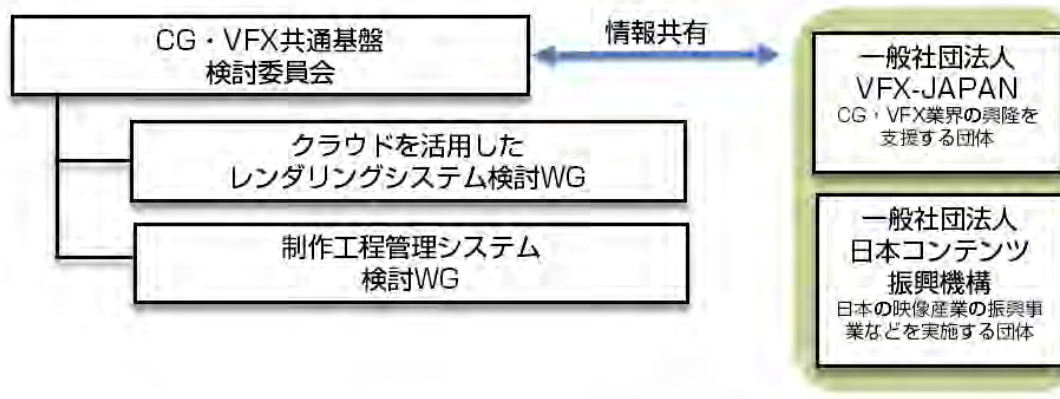 CG・VFX共通基盤
検討委員会
クラウドを活用した
レンダリングシステム検討WG
制作工程管理システム
検討WG
情報共有
一般社団法人
VFX-JAPAN
CG・VFX業界の興隆を
支援する団体
一般社団法人
日本コンテンツ
振興機構
日本の映像産業の振興事
業などを実施する団体